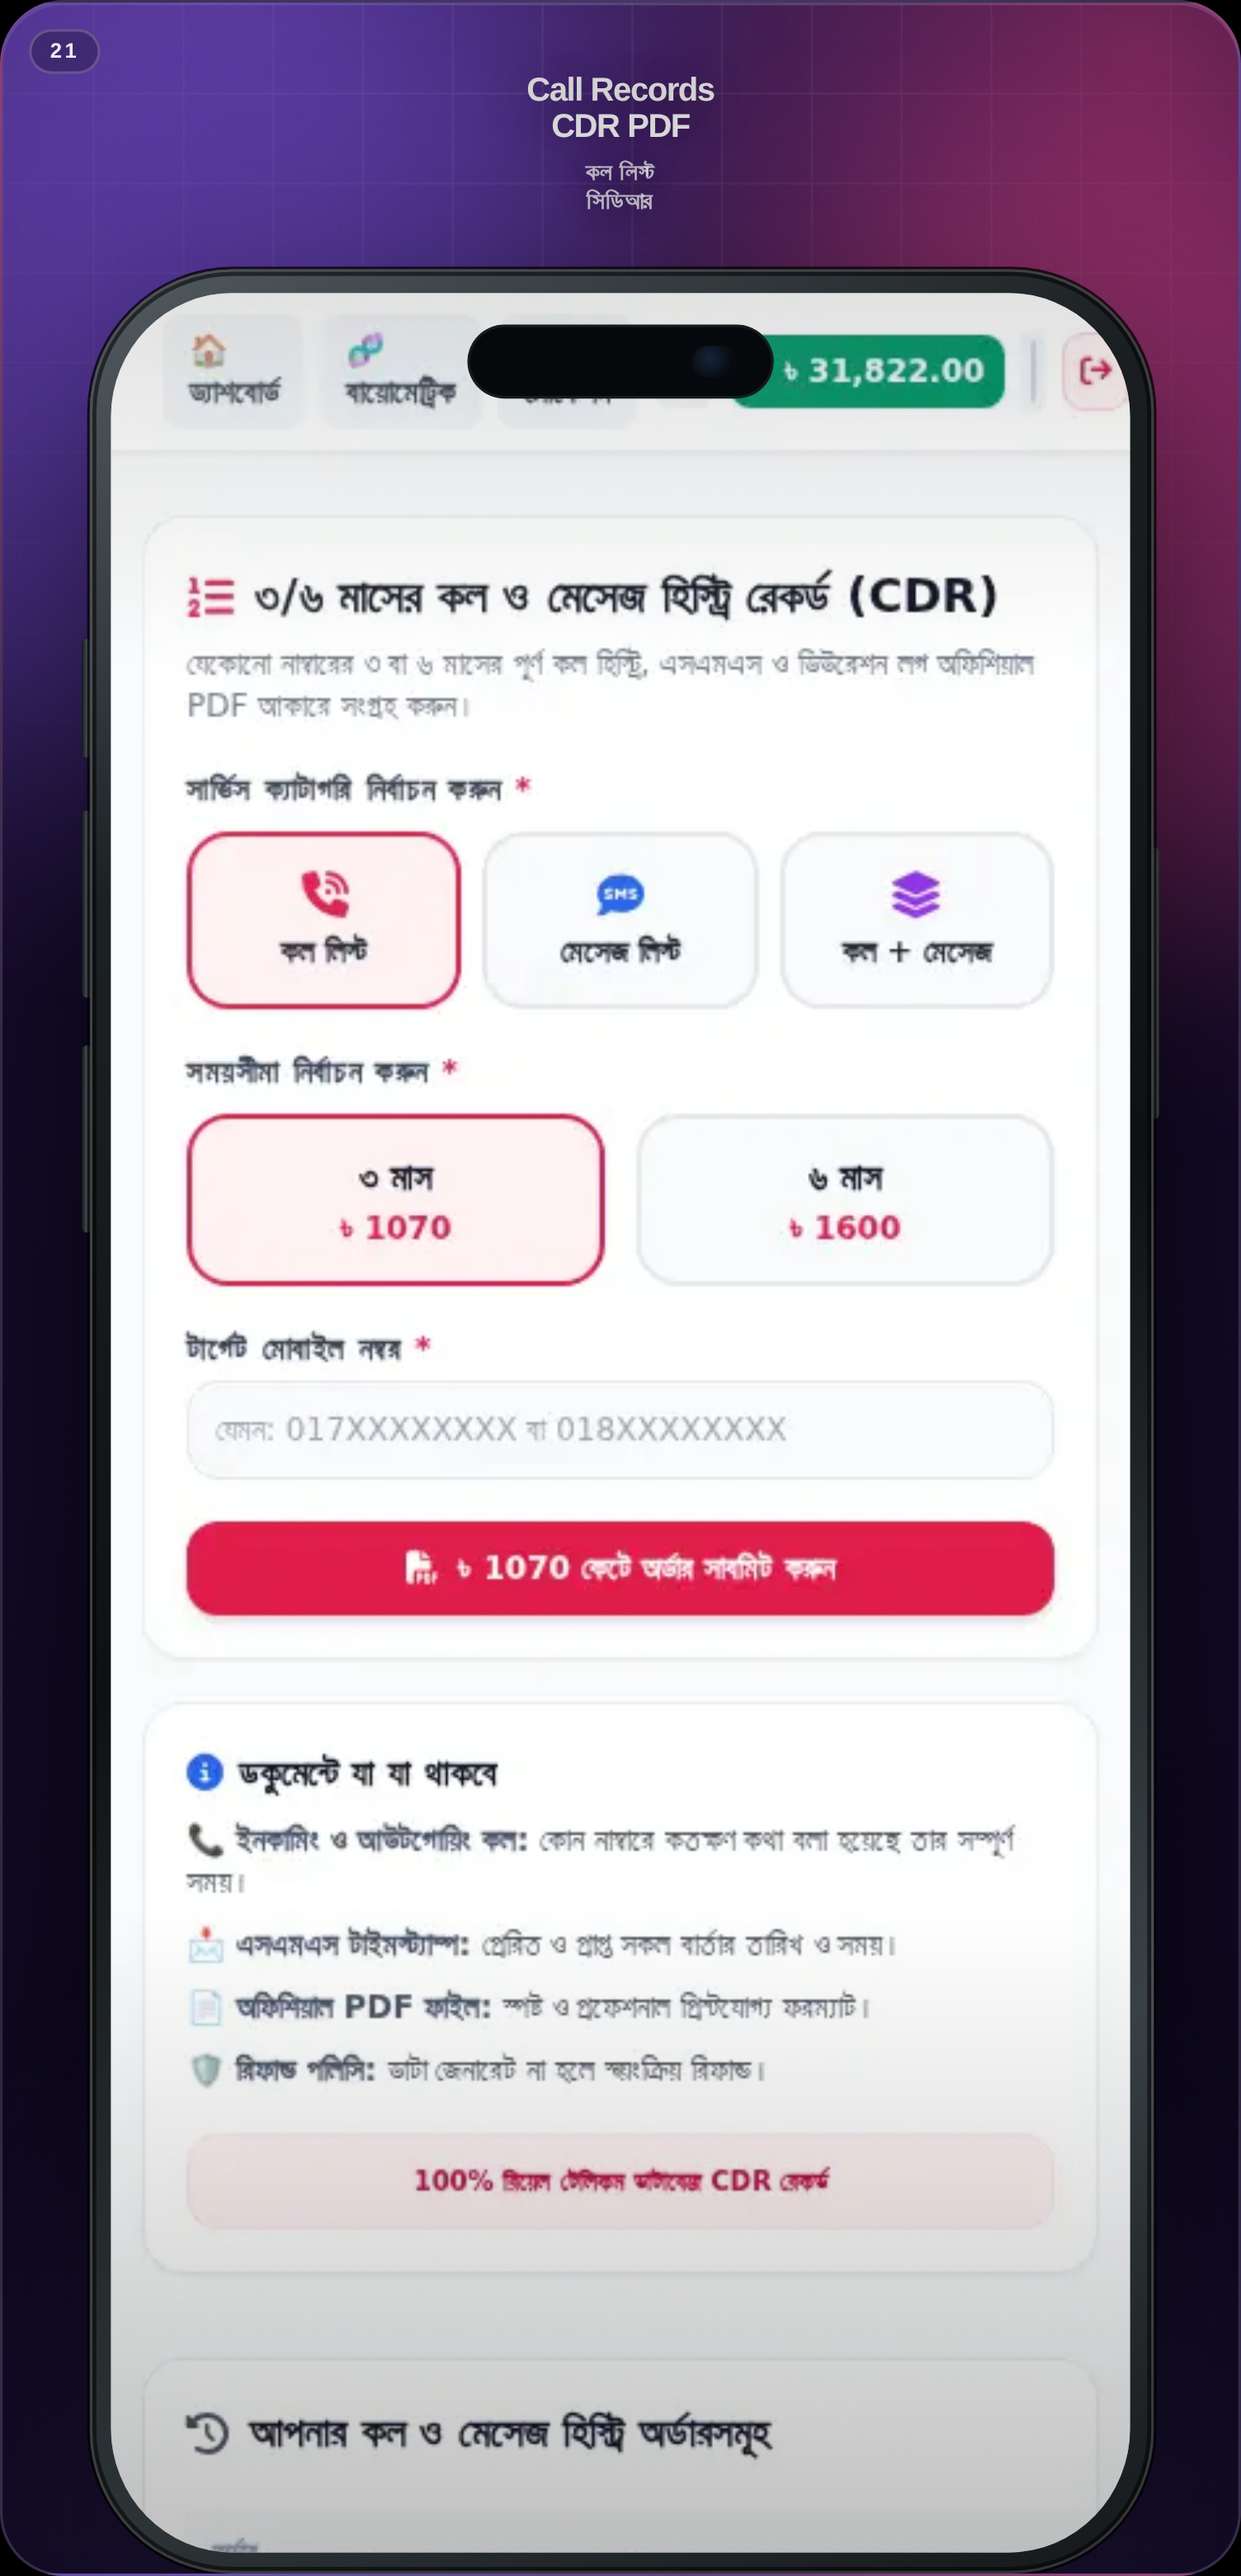 21
Call Records
CDR PDF
কল লিস্ট
সিডিআর
ড্যাশবোর্ড
বায়োমেট্রিক
৳ 31,822.00
৩/৬ মাসের কল ও মেসেজ হিস্ট্রি রেকর্ড (CDR)
যেকোনো নাম্বারের ৩ বা ৬ মাসের পূর্ণ কল হিস্ট্রি, এসএমএস ও ডিউরেশন লগ অফিশিয়াল
PDF আকারে সংগ্রহ করুন।
সার্ভিস ক্যাটাগরি নির্বাচন করুন *
SMS
কল লিস্ট
মেসেজ লিস্ট
কল + মেসেজ
সময়সীমা নির্বাচন করুন *
৩ মাস
৬ মাস
৳ 1070
৳ 1600
টার্গেট মোবাইল নম্বর *
যেমন: 017XXXXXXXX বা 018XXXXXXXX
৳ 1070 কেটে অর্ডার সাবমিট করুন
ডকুমেন্টে যা যা থাকবে
ইনকামিং ও আউটগোয়িং কল: কোন নাম্বারে কতক্ষণ কথা বলা হয়েছে তার সম্পূর্ণ
সময়।
এসএমএস টাইমস্ট্যাম্প: প্রেরিত ও প্রাপ্ত সকল বার্তার তারিখ ও সময়।
অফিশিয়াল PDF ফাইল: স্পষ্ট ও প্রফেশনাল প্রিন্টযোগ্য ফরম্যাট।
রিফান্ড পলিসি: ডাটা জেনারেট না হলে স্বয়ংক্রিয় রিফান্ড।
100% রিয়েল টেলিকম ডাটাবেজ CDR রেকর্ড
আপনার কল ও মেসেজ হিস্ট্রি অর্ডারসমূহ